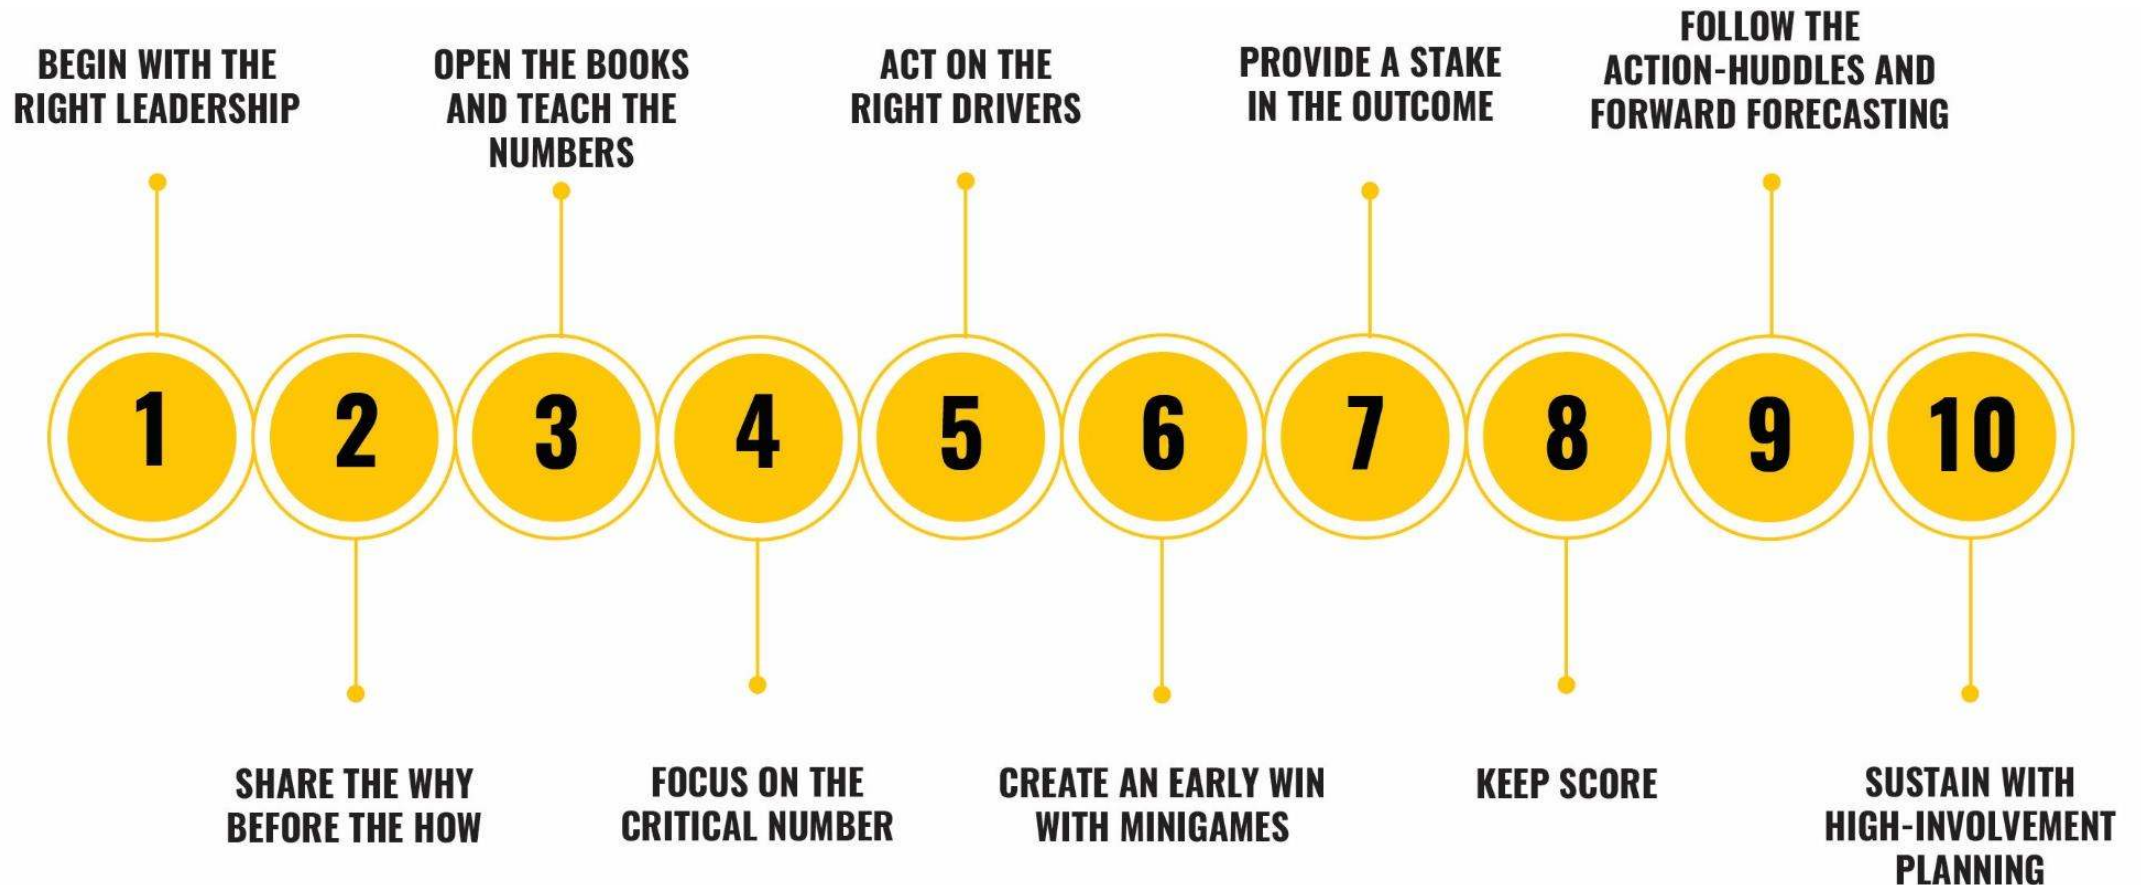 BEGIN WITH THE
RIGHT LEADERSHIP
OPEN THE BOOKS
AND TEACH THE
NUMBERS
ACT ON THE
RIGHT DRIVERS
PROVIDE A STAKE
IN THE OUTCOME
FOLLOW THE
ACTION-HUDDLES AND
FORWARD FORECASTING
1 2 3 4 5 6 7 8 9 10
SHARE THE WHY
BEFORE THE HOW
FOCUS ON THE
CRITICAL NUMBER
CREATE AN EARLY WIN
WITH MINIGAMES
KEEP SCORE
SUSTAIN WITH
HIGH-INVOLVEMENT
PLANNING